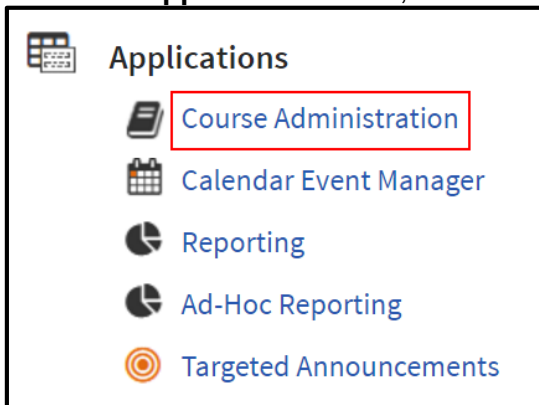 Applications
Course Administration
Calendar Event Manager
Reporting
Ad-Hoc Reporting
Targeted Announcements